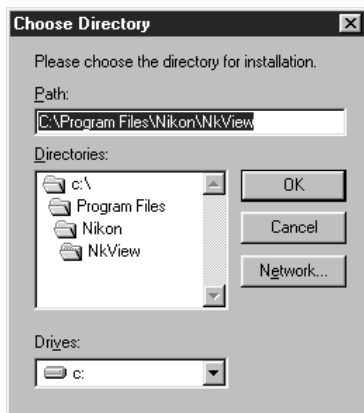 Choose Directory
Please choose the directory for installation.
Path:
C:\Program Files\Nikon\NkView
Directories:
c:\
Program Files
Nikon
NkView
OK
Cancel
Network...
Drives:
c: